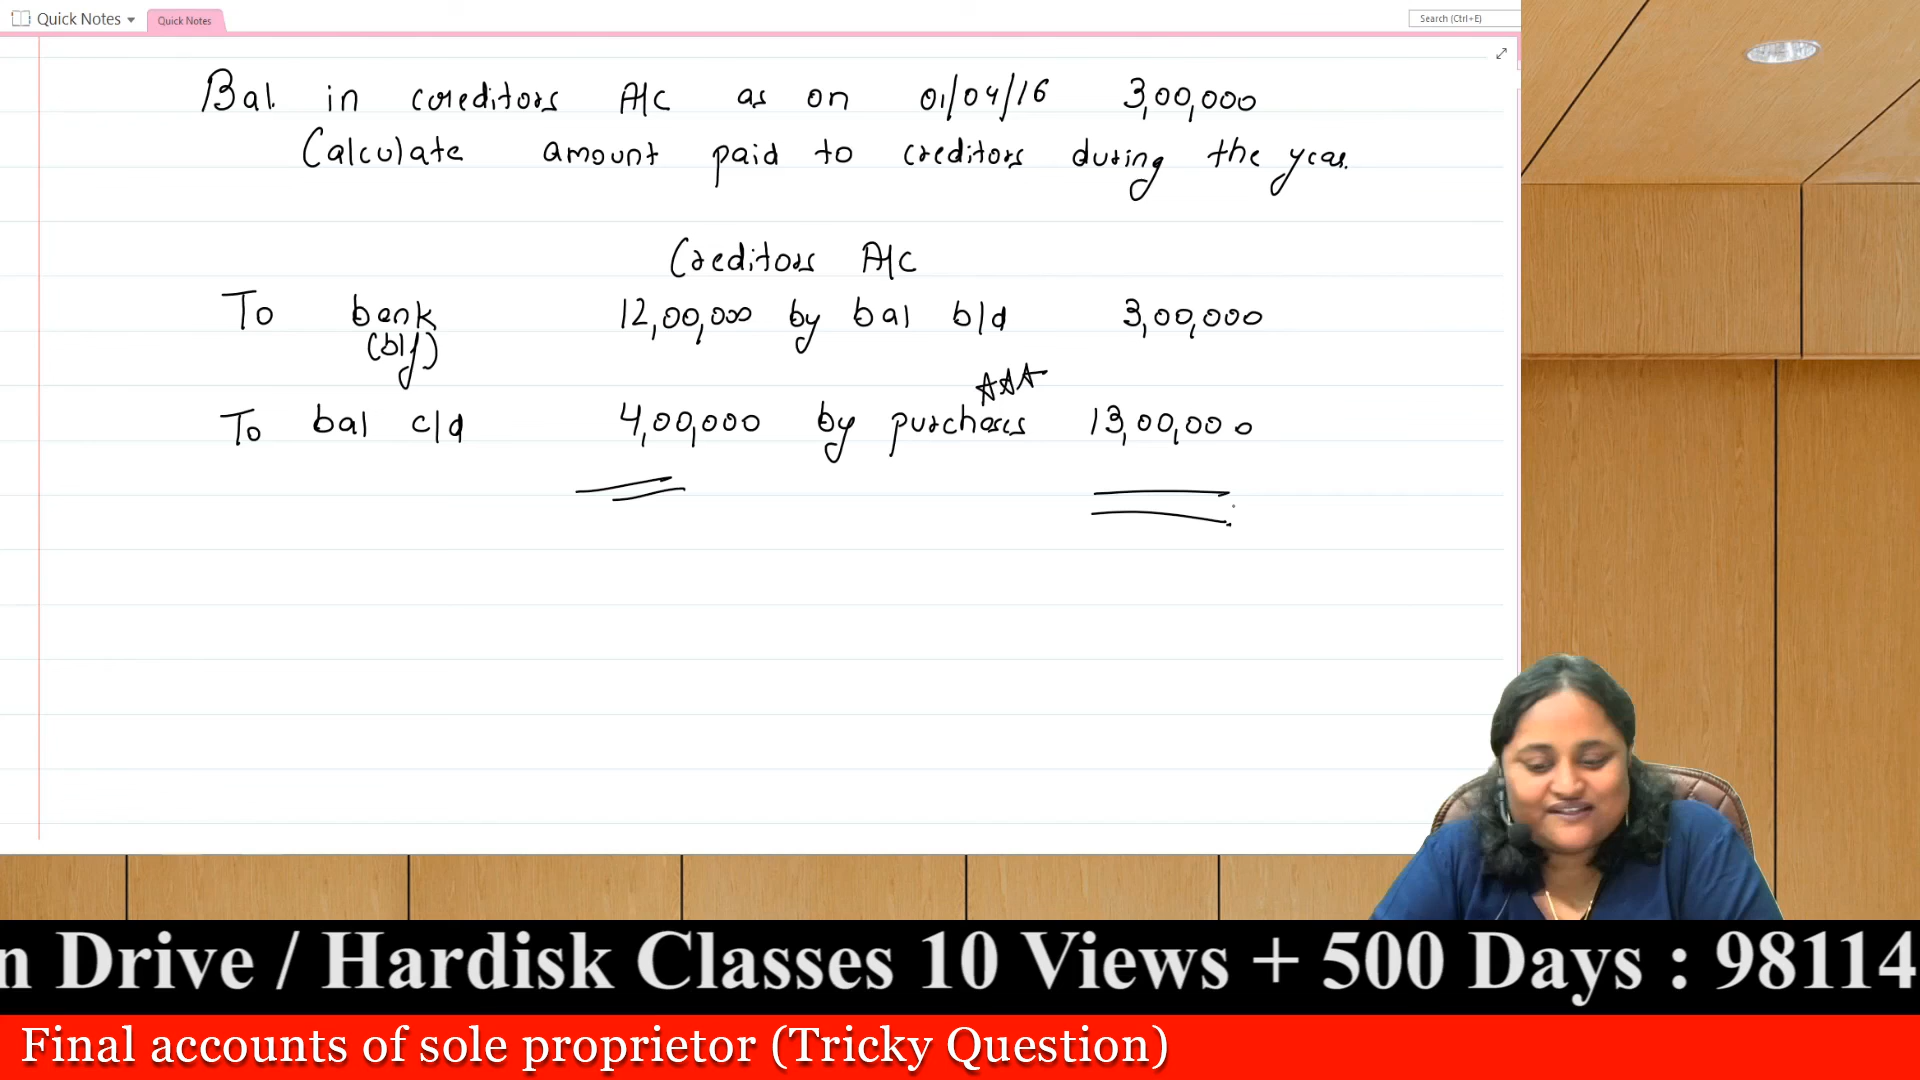 Quick Notes
Quick Notes
Search (Ctrl+E)
Bal. in creditors A/c as on 01/04/16 3,00,000
Calculate amount paid to creditors during the year.
Creditors A/c
To bank 12,00,000 by bal b/d 3,00,000
(b/f)
To bal c/d 4,00,000 by purchases 13,00,000
n Drive / Hardisk Classes 10 Views + 500 Days : 98114
Final accounts of sole proprietor (Tricky Question)